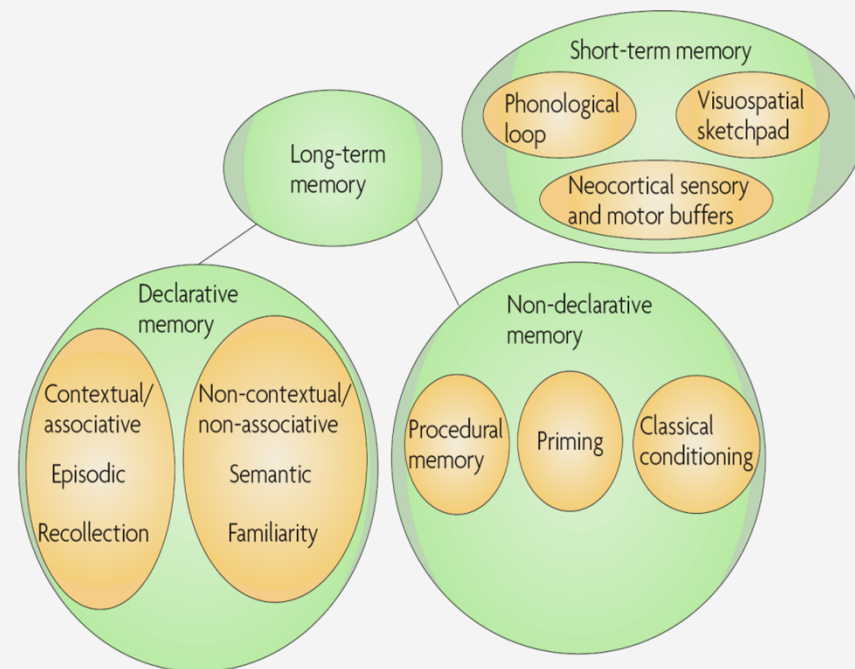 Short-term memory
Phonological
loop
Visuospatial
sketchpad
Neocortical sensory
and motor buffers
Long-term
memory
Declarative
memory
Contextual/
associative
Episodic
Recollection
Non-contextual/
non-associative
Semantic
Familiarity
Non-declarative
memory
Procedural
memory
Priming
Classical
conditioning